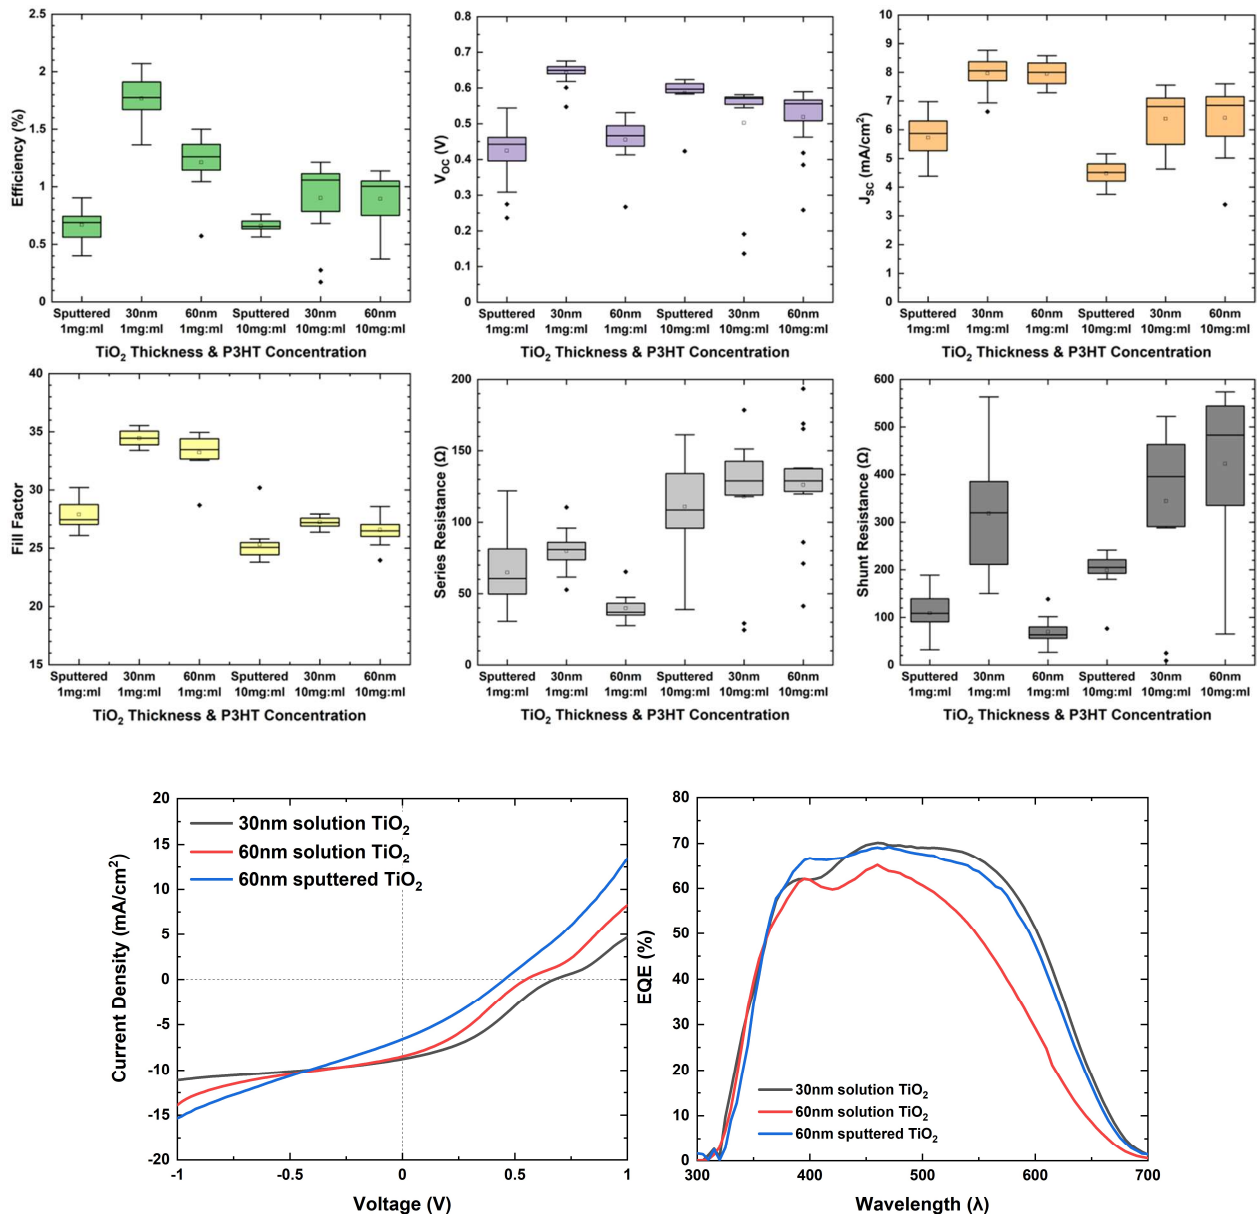 2.5
2
1.5
1
0.5
0
Efficiency (%)
Sputtered 30nm 60nm Sputtered 30nm 60nm
1mg:ml 1mg:ml 1mg:ml 10mg:ml 10mg:ml 10mg:ml
TiO₂ Thickness & P3HT Concentration
0.8
0.7
0.6
0.5
0.4
0.3
0.2
0.1
0
V_OC (V)
Sputtered 30nm 60nm Sputtered 30nm 60nm
1mg:ml 1mg:ml 1mg:ml 10mg:ml 10mg:ml 10mg:ml
TiO₂ Thickness & P3HT Concentration
10
9
8
7
6
5
4
3
2
1
0
J_SC (mA/cm²)
Sputtered 30nm 60nm Sputtered 30nm 60nm
1mg:ml 1mg:ml 1mg:ml 10mg:ml 10mg:ml 10mg:ml
TiO₂ Thickness & P3HT Concentration
40
35
30
25
20
15
Fill Factor
Sputtered 30nm 60nm Sputtered 30nm 60nm
1mg:ml 1mg:ml 1mg:ml 10mg:ml 10mg:ml 10mg:ml
TiO₂ Thickness & P3HT Concentration
200
150
100
50
0
Series Resistance (Ω)
Sputtered 30nm 60nm Sputtered 30nm 60nm
1mg:ml 1mg:ml 1mg:ml 10mg:ml 10mg:ml 10mg:ml
TiO₂ Thickness & P3HT Concentration
600
500
400
300
200
100
0
Shunt Resistance (Ω)
Sputtered 30nm 60nm Sputtered 30nm 60nm
1mg:ml 1mg:ml 1mg:ml 10mg:ml 10mg:ml 10mg:ml
TiO₂ Thickness & P3HT Concentration
20
15
10
5
0
-5
-10
-15
-20
Current Density (mA/cm²)
30nm solution TiO₂
60nm solution TiO₂
60nm sputtered TiO₂
-1 -0.5 0 0.5 1
Voltage (V)
80
70
60
50
40
30
20
10
0
EQE (%)
30nm solution TiO₂
60nm solution TiO₂
60nm sputtered TiO₂
300 400 500 600 700
Wavelength (λ)